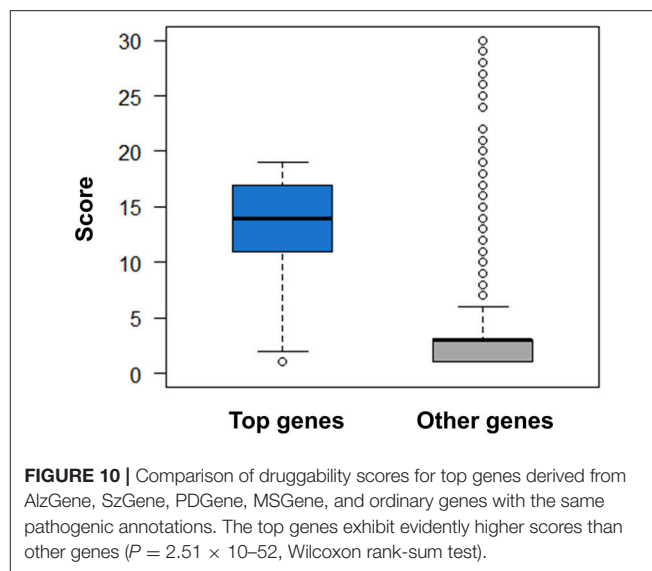 30
25
20
15
10
5
0
Score
Top genes
Other genes
FIGURE 10 | Comparison of druggability scores for top genes derived from
AlzGene, SzGene, PDGene, MSGene, and ordinary genes with the same
pathogenic annotations. The top genes exhibit evidently higher scores than
other genes (P = 2.51 × 10–52, Wilcoxon rank-sum test).